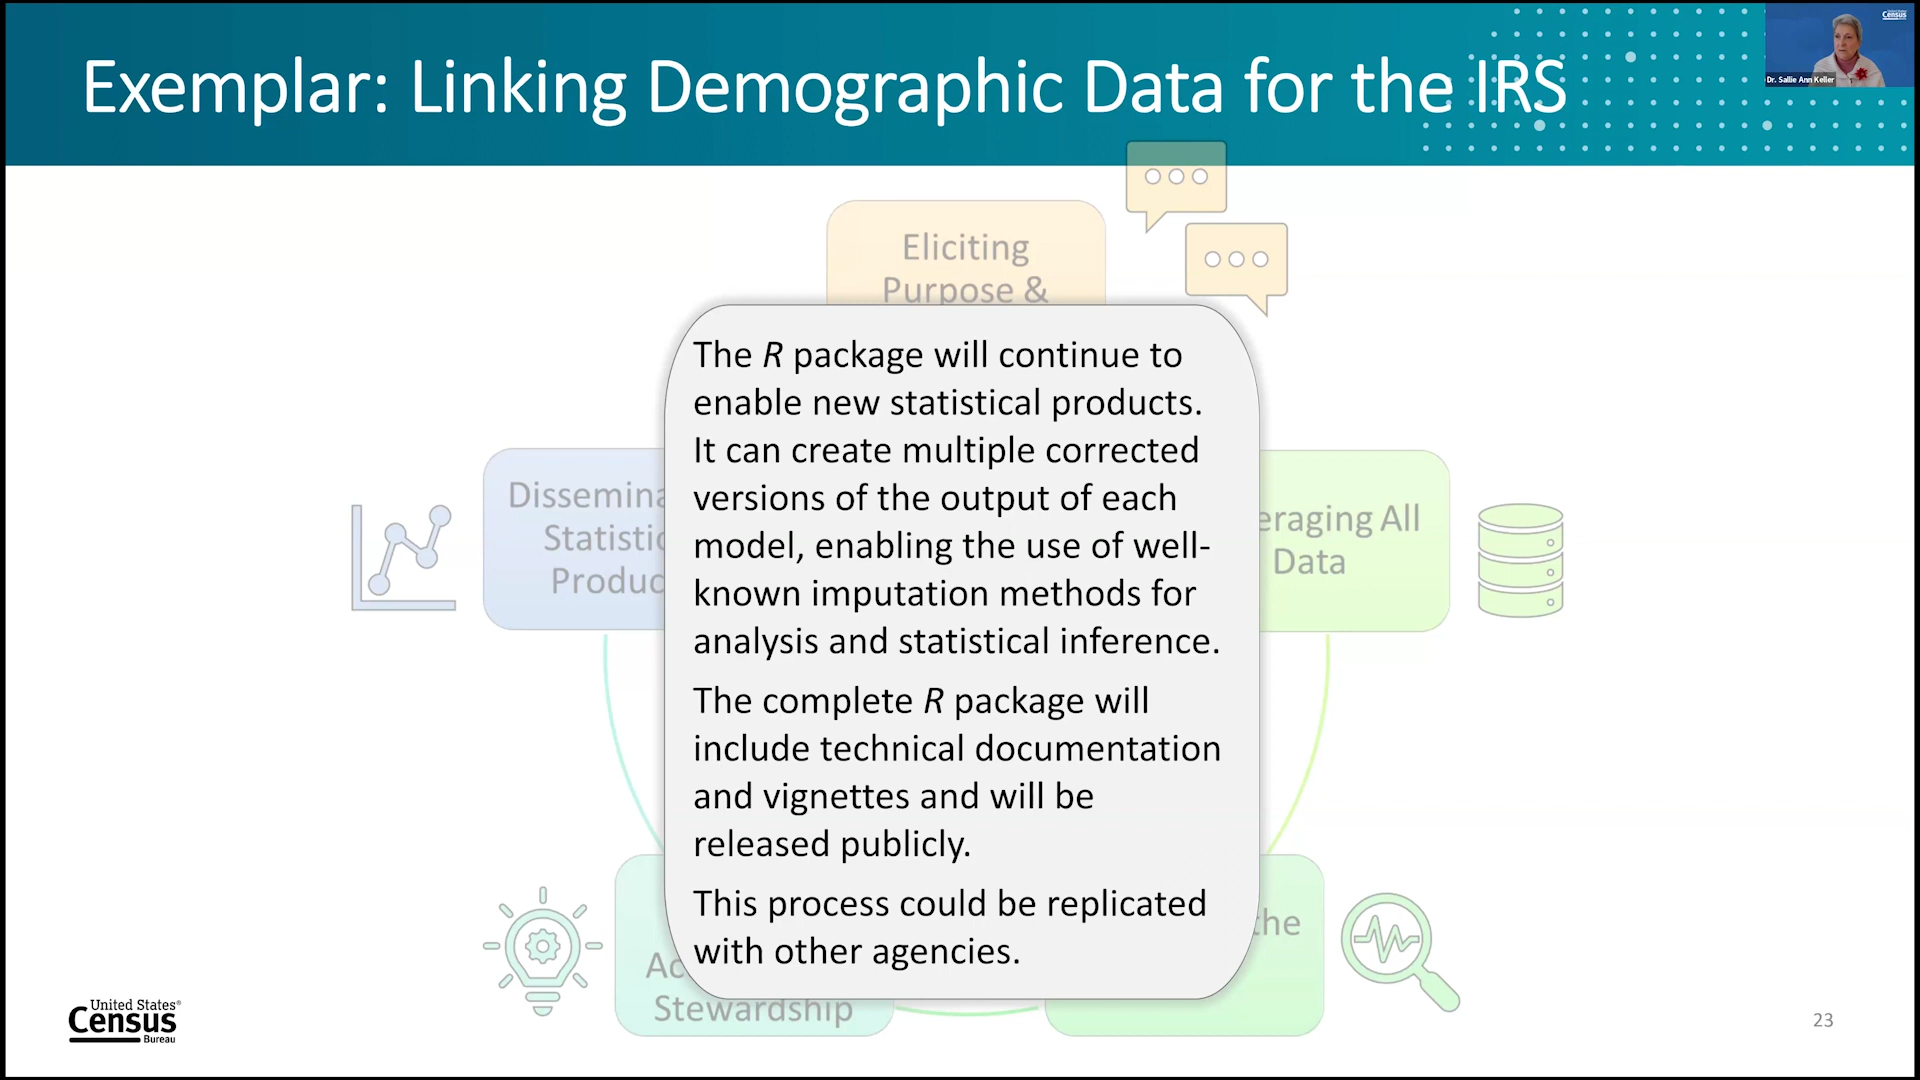 Exemplar: Linking Demographic Data for the IRS
Census
Dr. Sallie Ann Keller
Eliciting
Purpose &
The R package will continue to
enable new statistical products.
It can create multiple corrected
versions of the output of each
model, enabling the use of well-
known imputation methods for
analysis and statistical inference.
The complete R package will
include technical documentation
and vignettes and will be
released publicly.
This process could be replicated
with other agencies.
Dissemina
Statistic
Produc
eraging All
Data
the
Ac
Stewardship
United States®
Census
Bureau
23